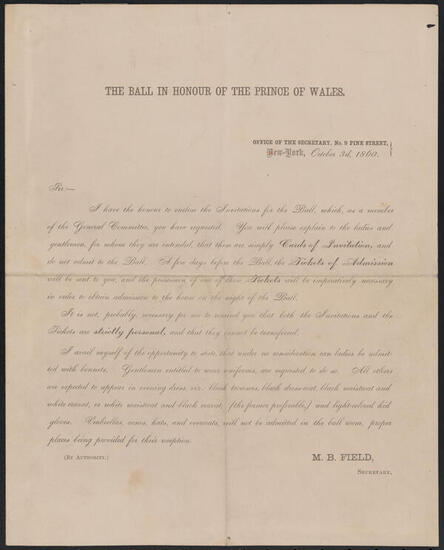 THE BALL IN HONOUR OF THE PRINCE OF WALES.
OFFICE OF THE SECRETARY, No. 9 PINE STREET,
New-York, October 3d, 1860.
Sir:—
I have the honour to enclose the Invitations for the Ball, which, as a member
of the General Committee, you have requested. You will please explain to the ladies and
gentlemen, for whom they are intended, that these are simply Cards of Invitation, and
do not admit to the Ball. A few days before the Ball, the Tickets of Admission
will be sent to you, and the possession of one of these Tickets will be imperatively necessary
in order to obtain admission to the house on the night of the Ball.
It is not, probably, necessary for me to remind you that both the Invitations and the
Tickets are strictly personal, and that they cannot be transferred.
I avail myself of the opportunity to state, that under no consideration can ladies be admit-
ted with bonnets. Gentlemen entitled to wear uniforms, are requested to do so. All others
are expected to appear in evening dress, viz. black trowsers, black dress-coat, black waistcoat and
white cravat, or white waistcoat and black cravat, (the former preferable,) and light-colored kid
gloves. Umbrellas, canes, hats, and overcoats, will not be admitted in the ball room, proper
places being provided for their reception.
(BY AUTHORITY.)
M. B. FIELD,
SECRETARY.